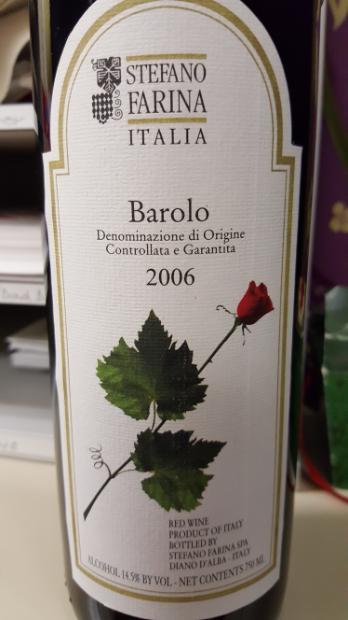 STEFANO
FARINA
ITALIA
Barolo
Denominazione di Origine
Controllata e Garantita
2006
RED WINE
PRODUCT OF ITALY
BOTTLED BY
STEFANO FARINA SPA
DIANO D'ALBA - ITALY
ALCOHOL 14.5% BY VOL - NET CONTENTS 750 ML